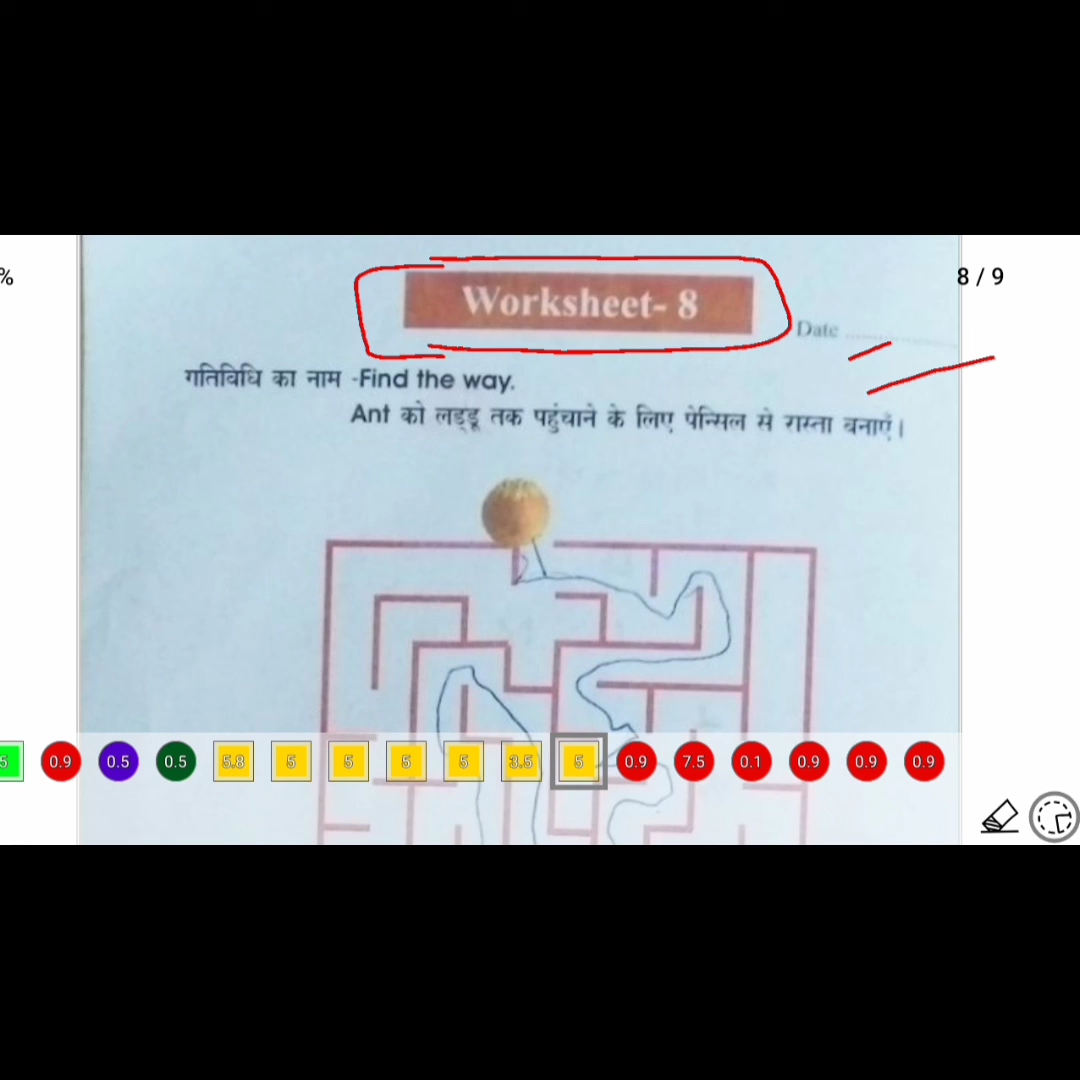 %
8 / 9
Worksheet- 8
Date ..........
गतिविधि का नाम -Find the way.
Ant को लड्डू तक पहुंचाने के लिए पेन्सिल से रास्ता बनाएँ।
5 0.9 0.5 0.5 5.8 5 5 5 5 3.5 5 0.9 7.5 0.1 0.9 0.9 0.9